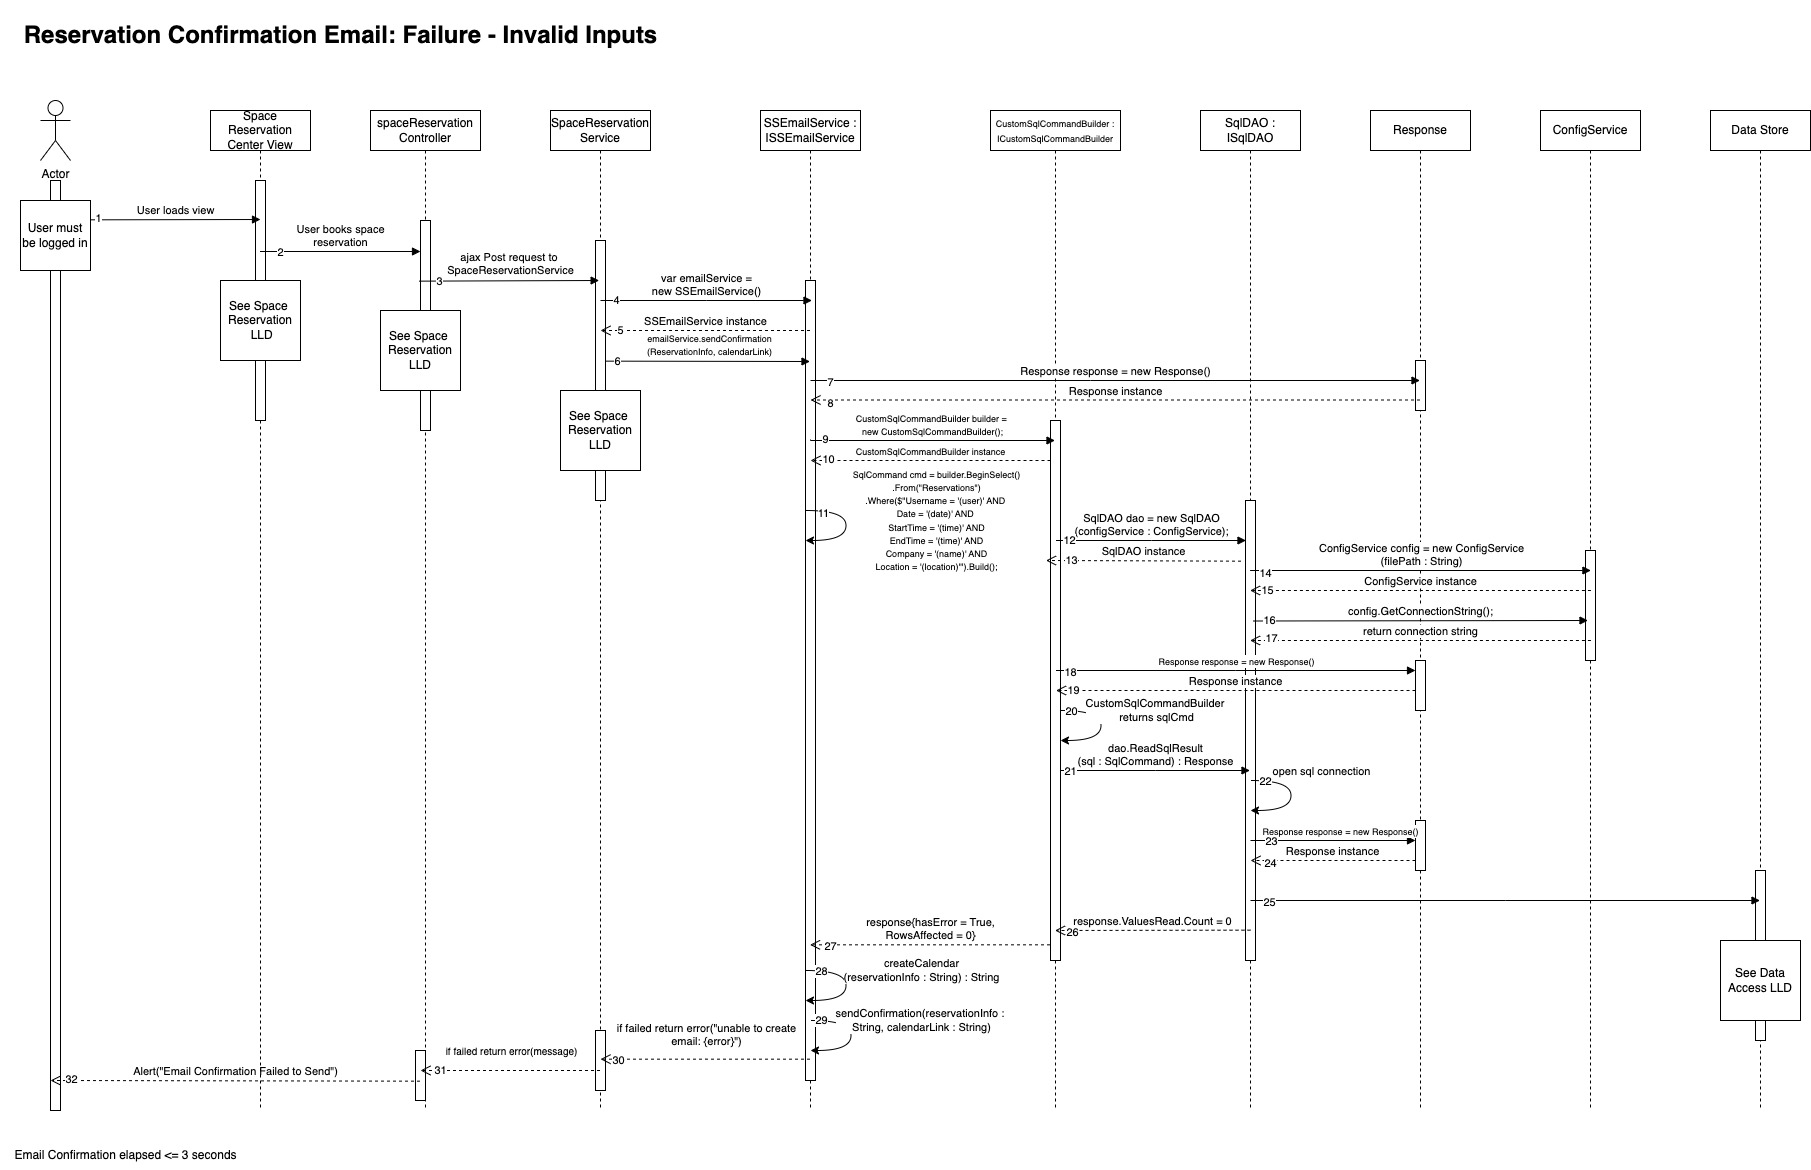 Reservation Confirmation Email: Failure - Invalid Inputs
Space
Reservation
Center View
spaceReservation
Controller
SpaceReservation
Service
SSEmailService :
ISSEmailService
CustomSqlCommandBuilder :
ICustomSqlCommandBuilder
SqlDAO :
ISqlDAO
Response
ConfigService
Data Store
Actor
User must
be logged in
1
User loads view
2
User books space
reservation
See Space
Reservation
LLD
3
ajax Post request to
SpaceReservationService
See Space
Reservation
LLD
4
var emailService =
new SSEmailService()
5
SSEmailService instance
6
emailService.sendConfirmation
(ReservationInfo, calendarLink)
See Space
Reservation
LLD
7
Response response = new Response()
8
Response instance
9
CustomSqlCommandBuilder builder =
new CustomSqlCommandBuilder();
10
CustomSqlCommandBuilder instance
11
SqlCommand cmd = builder.BeginSelect()
.From("Reservations")
.Where($"Username = '(user)' AND
Date = '(date)' AND
StartTime = '(time)' AND
EndTime = '(time)' AND
Company = '(name)' AND
Location = '(location)'").Build();
12
SqlDAO dao = new SqlDAO
(configService : ConfigService);
13
SqlDAO instance
14
ConfigService config = new ConfigService
(filePath : String)
15
ConfigService instance
16
config.GetConnectionString();
17
return connection string
18
Response response = new Response()
19
Response instance
20
CustomSqlCommandBuilder
returns sqlCmd
21
dao.ReadSqlResult
(sql : SqlCommand) : Response
22
open sql connection
23
Response response = new Response()
24
Response instance
25
26
response.ValuesRead.Count = 0
27
response{hasError = True,
RowsAffected = 0}
See Data
Access LLD
28
createCalendar
(reservationInfo : String) : String
29
sendConfirmation(reservationInfo :
String, calendarLink : String)
30
if failed return error("unable to create
email: {error}")
31
if failed return error(message)
32
Alert("Email Confirmation Failed to Send")
Email Confirmation elapsed <= 3 seconds